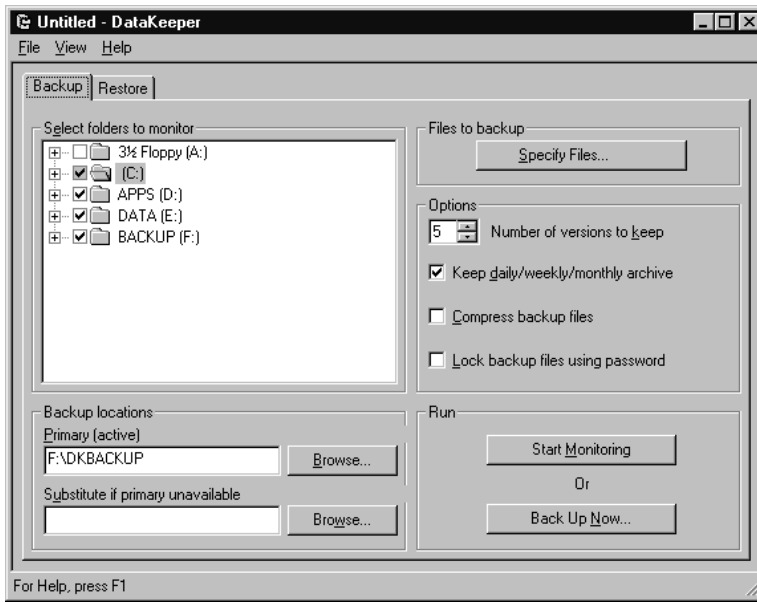 Untitled - DataKeeper
File View Help
Backup Restore
Select folders to monitor
3½ Floppy (A:)
(C:)
APPS (D:)
DATA (E:)
BACKUP (F:)
Files to backup
Specify Files...
Options
5 Number of versions to keep
Keep daily/weekly/monthly archive
Compress backup files
Lock backup files using password
Backup locations
Primary (active)
F:\DKBACKUP Browse...
Substitute if primary unavailable
Browse...
Run
Start Monitoring
Or
Back Up Now...
For Help, press F1